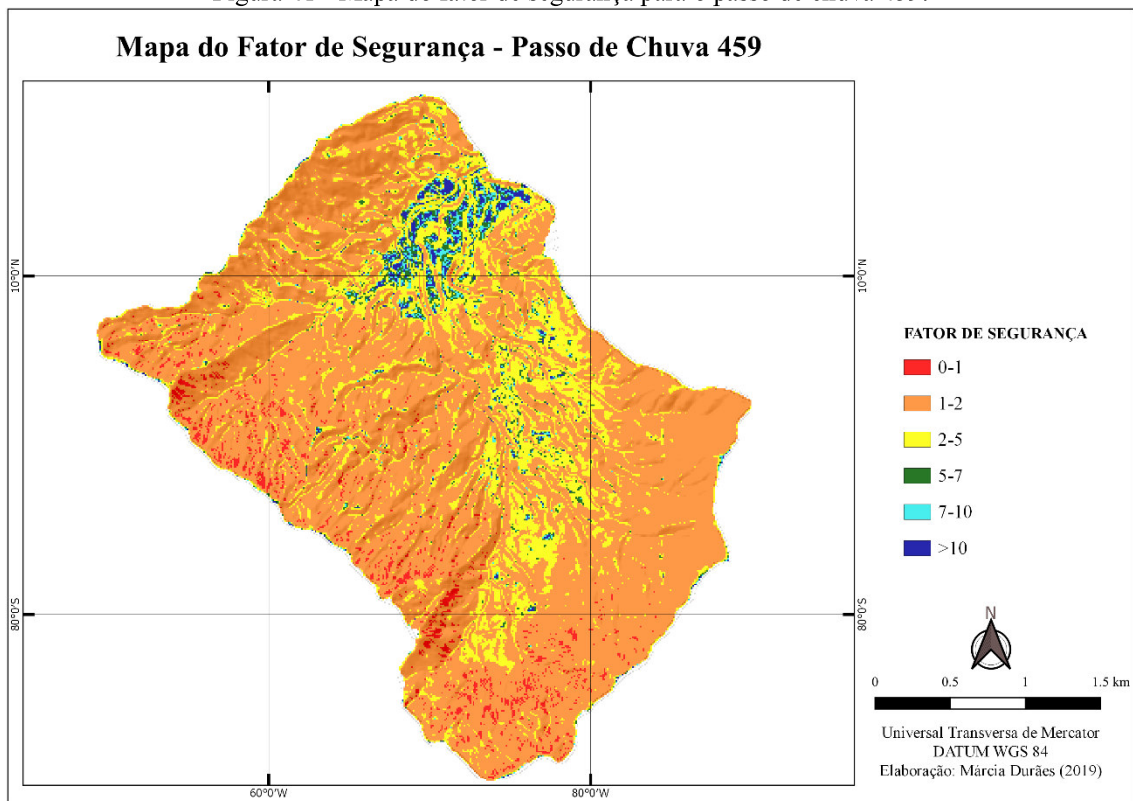 Mapa do Fator de Segurança - Passo de Chuva 459
10°0'N
10°0'N
FATOR DE SEGURANÇA
0-1
1-2
2-5
5-7
7-10
>10
80°0'S
80°0'S
N
0 0.5 1 1.5 km
Universal Transversa de Mercator
DATUM WGS 84
Elaboração: Márcia Durães (2019)
60°0'W 80°0'W